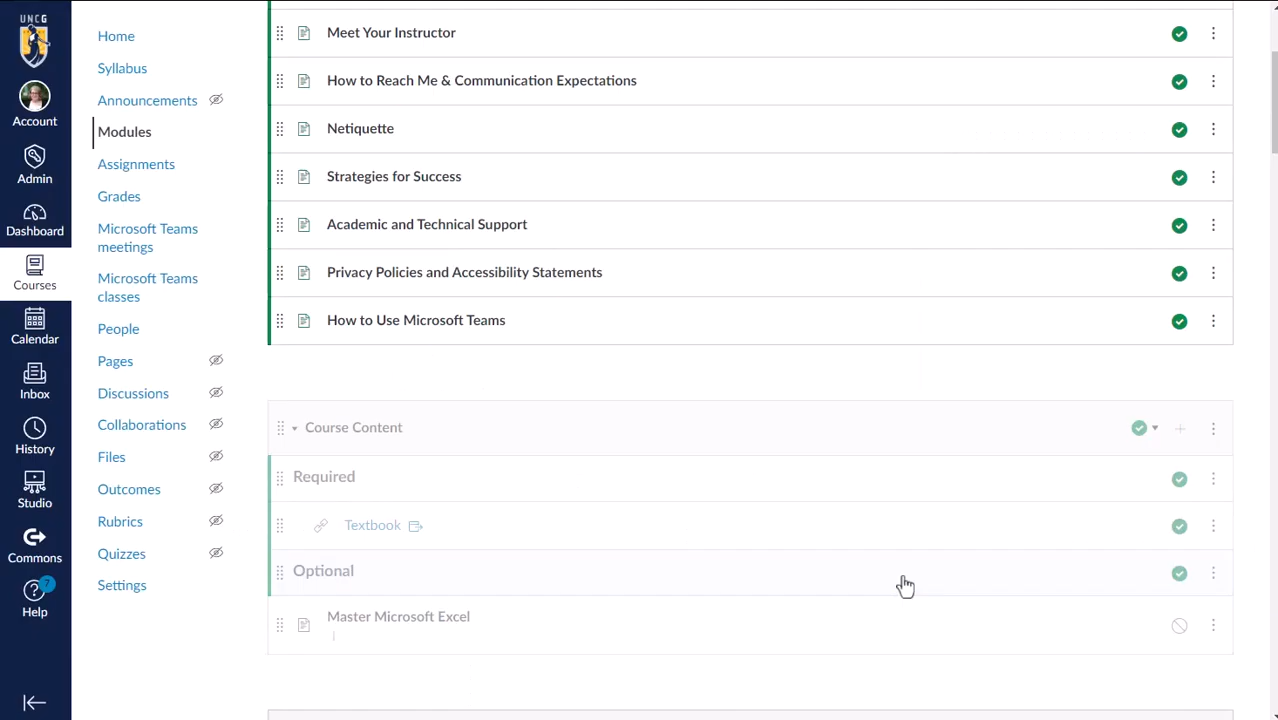 UNCG
Account
Admin
Dashboard
Courses
Calendar
Inbox
History
Studio
Commons
7
Help
Home
Syllabus
Announcements
Modules
Assignments
Grades
Microsoft Teams
meetings
Microsoft Teams
classes
People
Pages
Discussions
Collaborations
Files
Outcomes
Rubrics
Quizzes
Settings
Meet Your Instructor
How to Reach Me & Communication Expectations
Netiquette
Strategies for Success
Academic and Technical Support
Privacy Policies and Accessibility Statements
How to Use Microsoft Teams
Course Content
Required
Textbook
Optional
Master Microsoft Excel